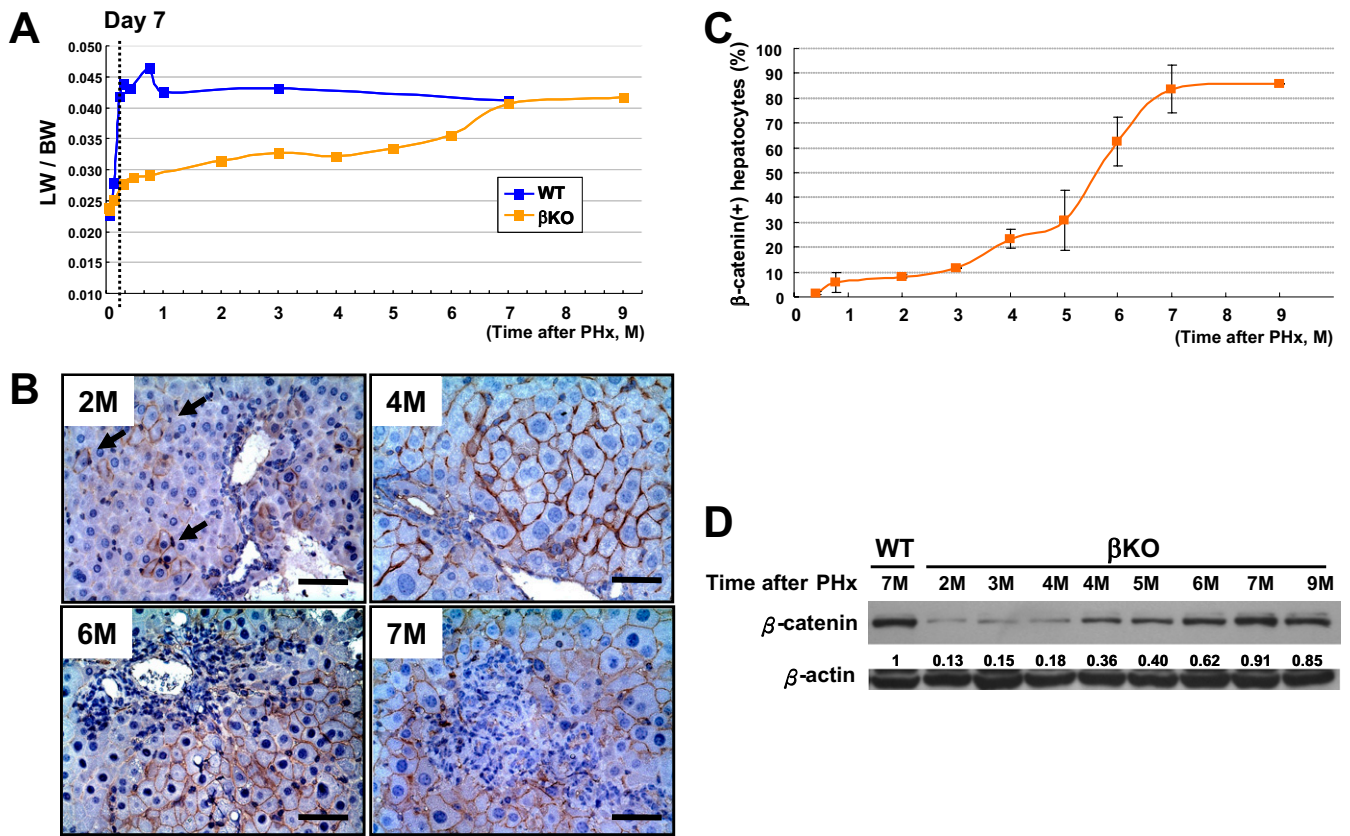 A
Day 7
LW / BW
0.050
0.045
0.040
0.035
0.030
0.025
0.020
0.015
0.010
WT
βKO
0 1 2 3 4 5 6 7 9
(Time after PHx, M)
B
2M
4M
6M
7M
C
β-catenin(+) hepatocytes (%)
100
90
80
70
60
50
40
30
20
10
0
0 1 2 3 4 5 6 7 9
(Time after PHx, M)
D
WT βKO
Time after PHx 7M 2M 3M 4M 4M 5M 6M 7M 9M
β-catenin
1 0.13 0.15 0.18 0.36 0.40 0.62 0.91 0.85
β-actin